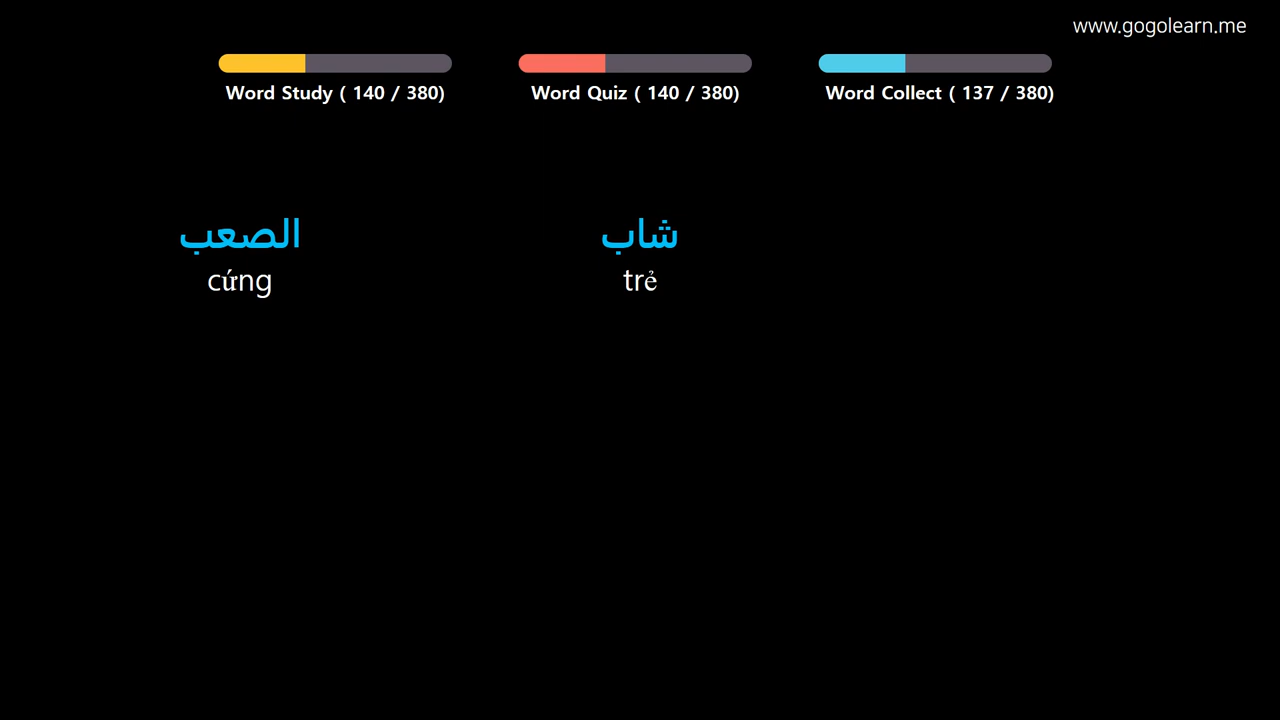 www.gogolearn.me
Word Study ( 140 / 380)
Word Quiz ( 140 / 380)
Word Collect ( 137 / 380)
الصعب
cứng
شاب
trẻ